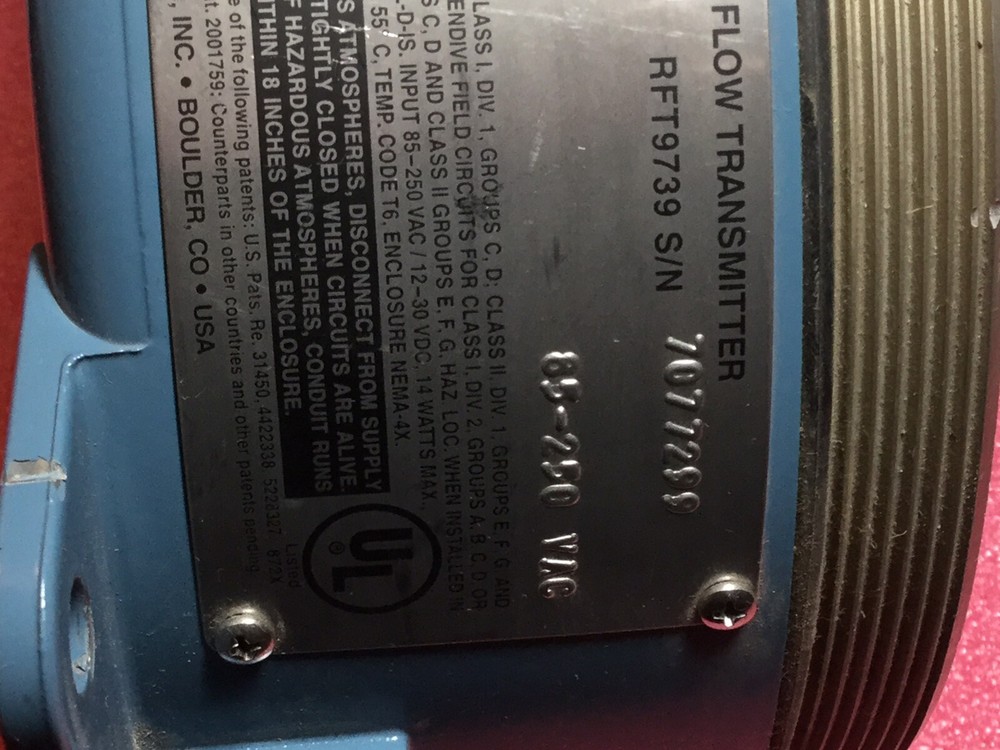 FLOW TRANSMITTER
RFT9739 S/N 7077299
85-250 VAC
LASS I, DIV. 1, GROUPS C, D; CLASS II, DIV. 1, GROUPS E, F, G AND
ENDIVE FIELD CIRCUITS FOR CLASS I, DIV. 2, GROUPS A, B, C, D, OR
S C, D AND CLASS II GROUPS E, F, G. HAZ. LOC. WHEN INSTALLED IN
-D-IS. INPUT 85-250 VAC / 12-30 VDC, 14 WATTS MAX.,
55° C, TEMP. CODE T6. ENCLOSURE NEMA-4X.
S ATMOSPHERES, DISCONNECT FROM SUPPLY
TIGHTLY CLOSED WHEN CIRCUITS ARE ALIVE.
F HAZARDOUS ATMOSPHERES, CONDUIT RUNS
ITHIN 18 INCHES OF THE ENCLOSURE.
e of the following patents: U.S. Pats. Re. 31450, 4422338 5228327
t. 2001759: Counterparts in other countries and other patents pending.
, INC. • BOULDER, CO • USA
UL ®
Listed
872X